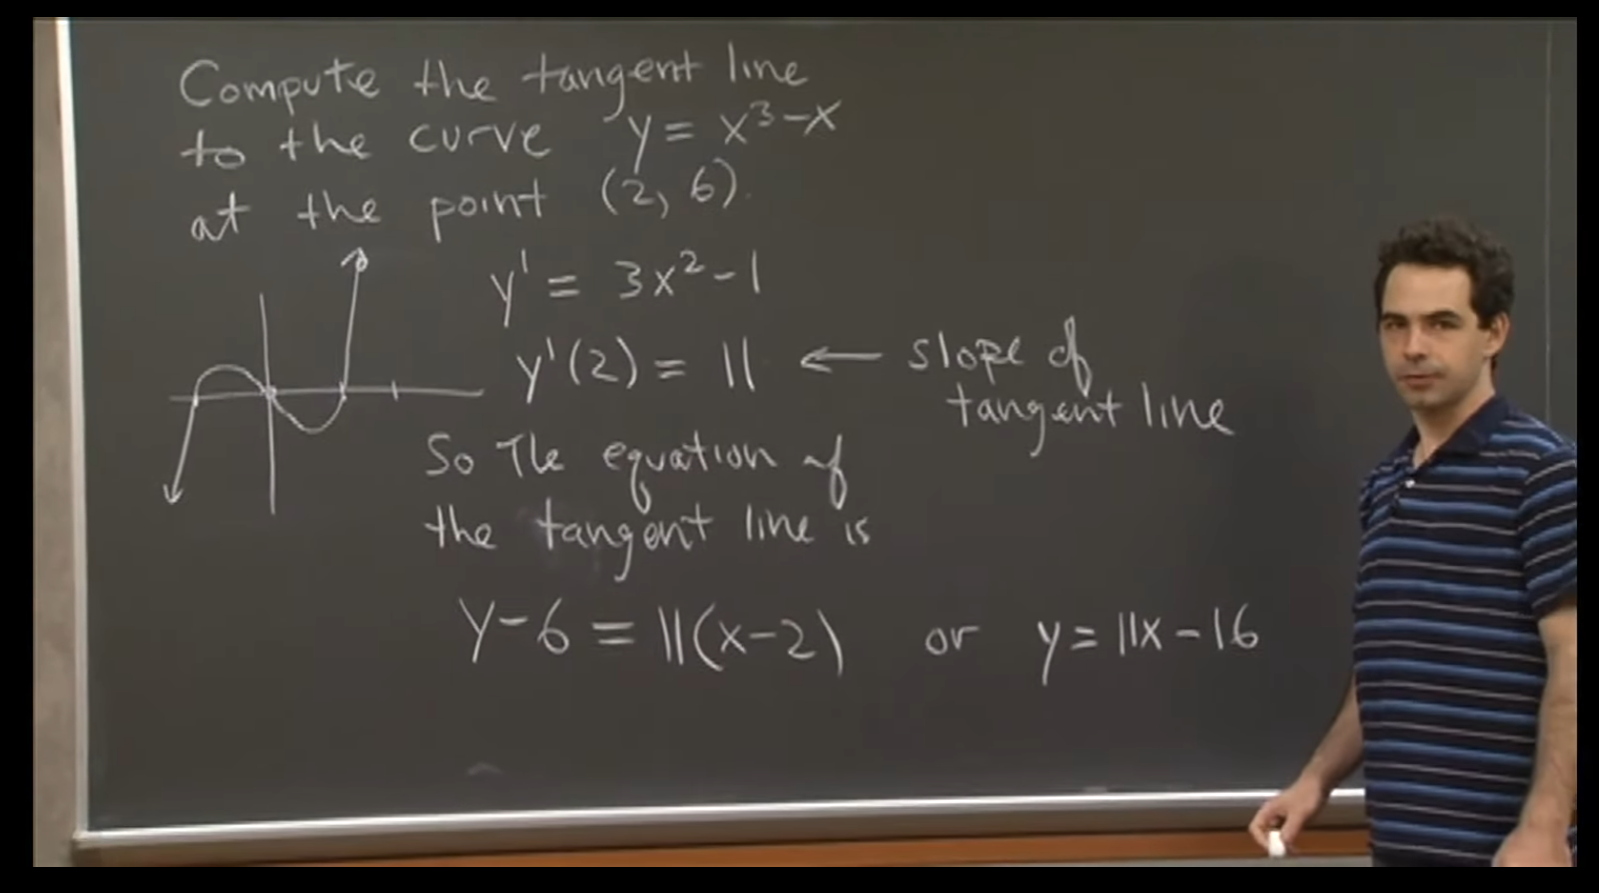 Compute the tangent line
to the curve y = x³-x
at the point (2, 6).
y' = 3x² - 1
y'(2) = 11 ← slope of
tangent line
So The equation of
the tangent line is
y-6 = 11(x-2) or y = 11x - 16